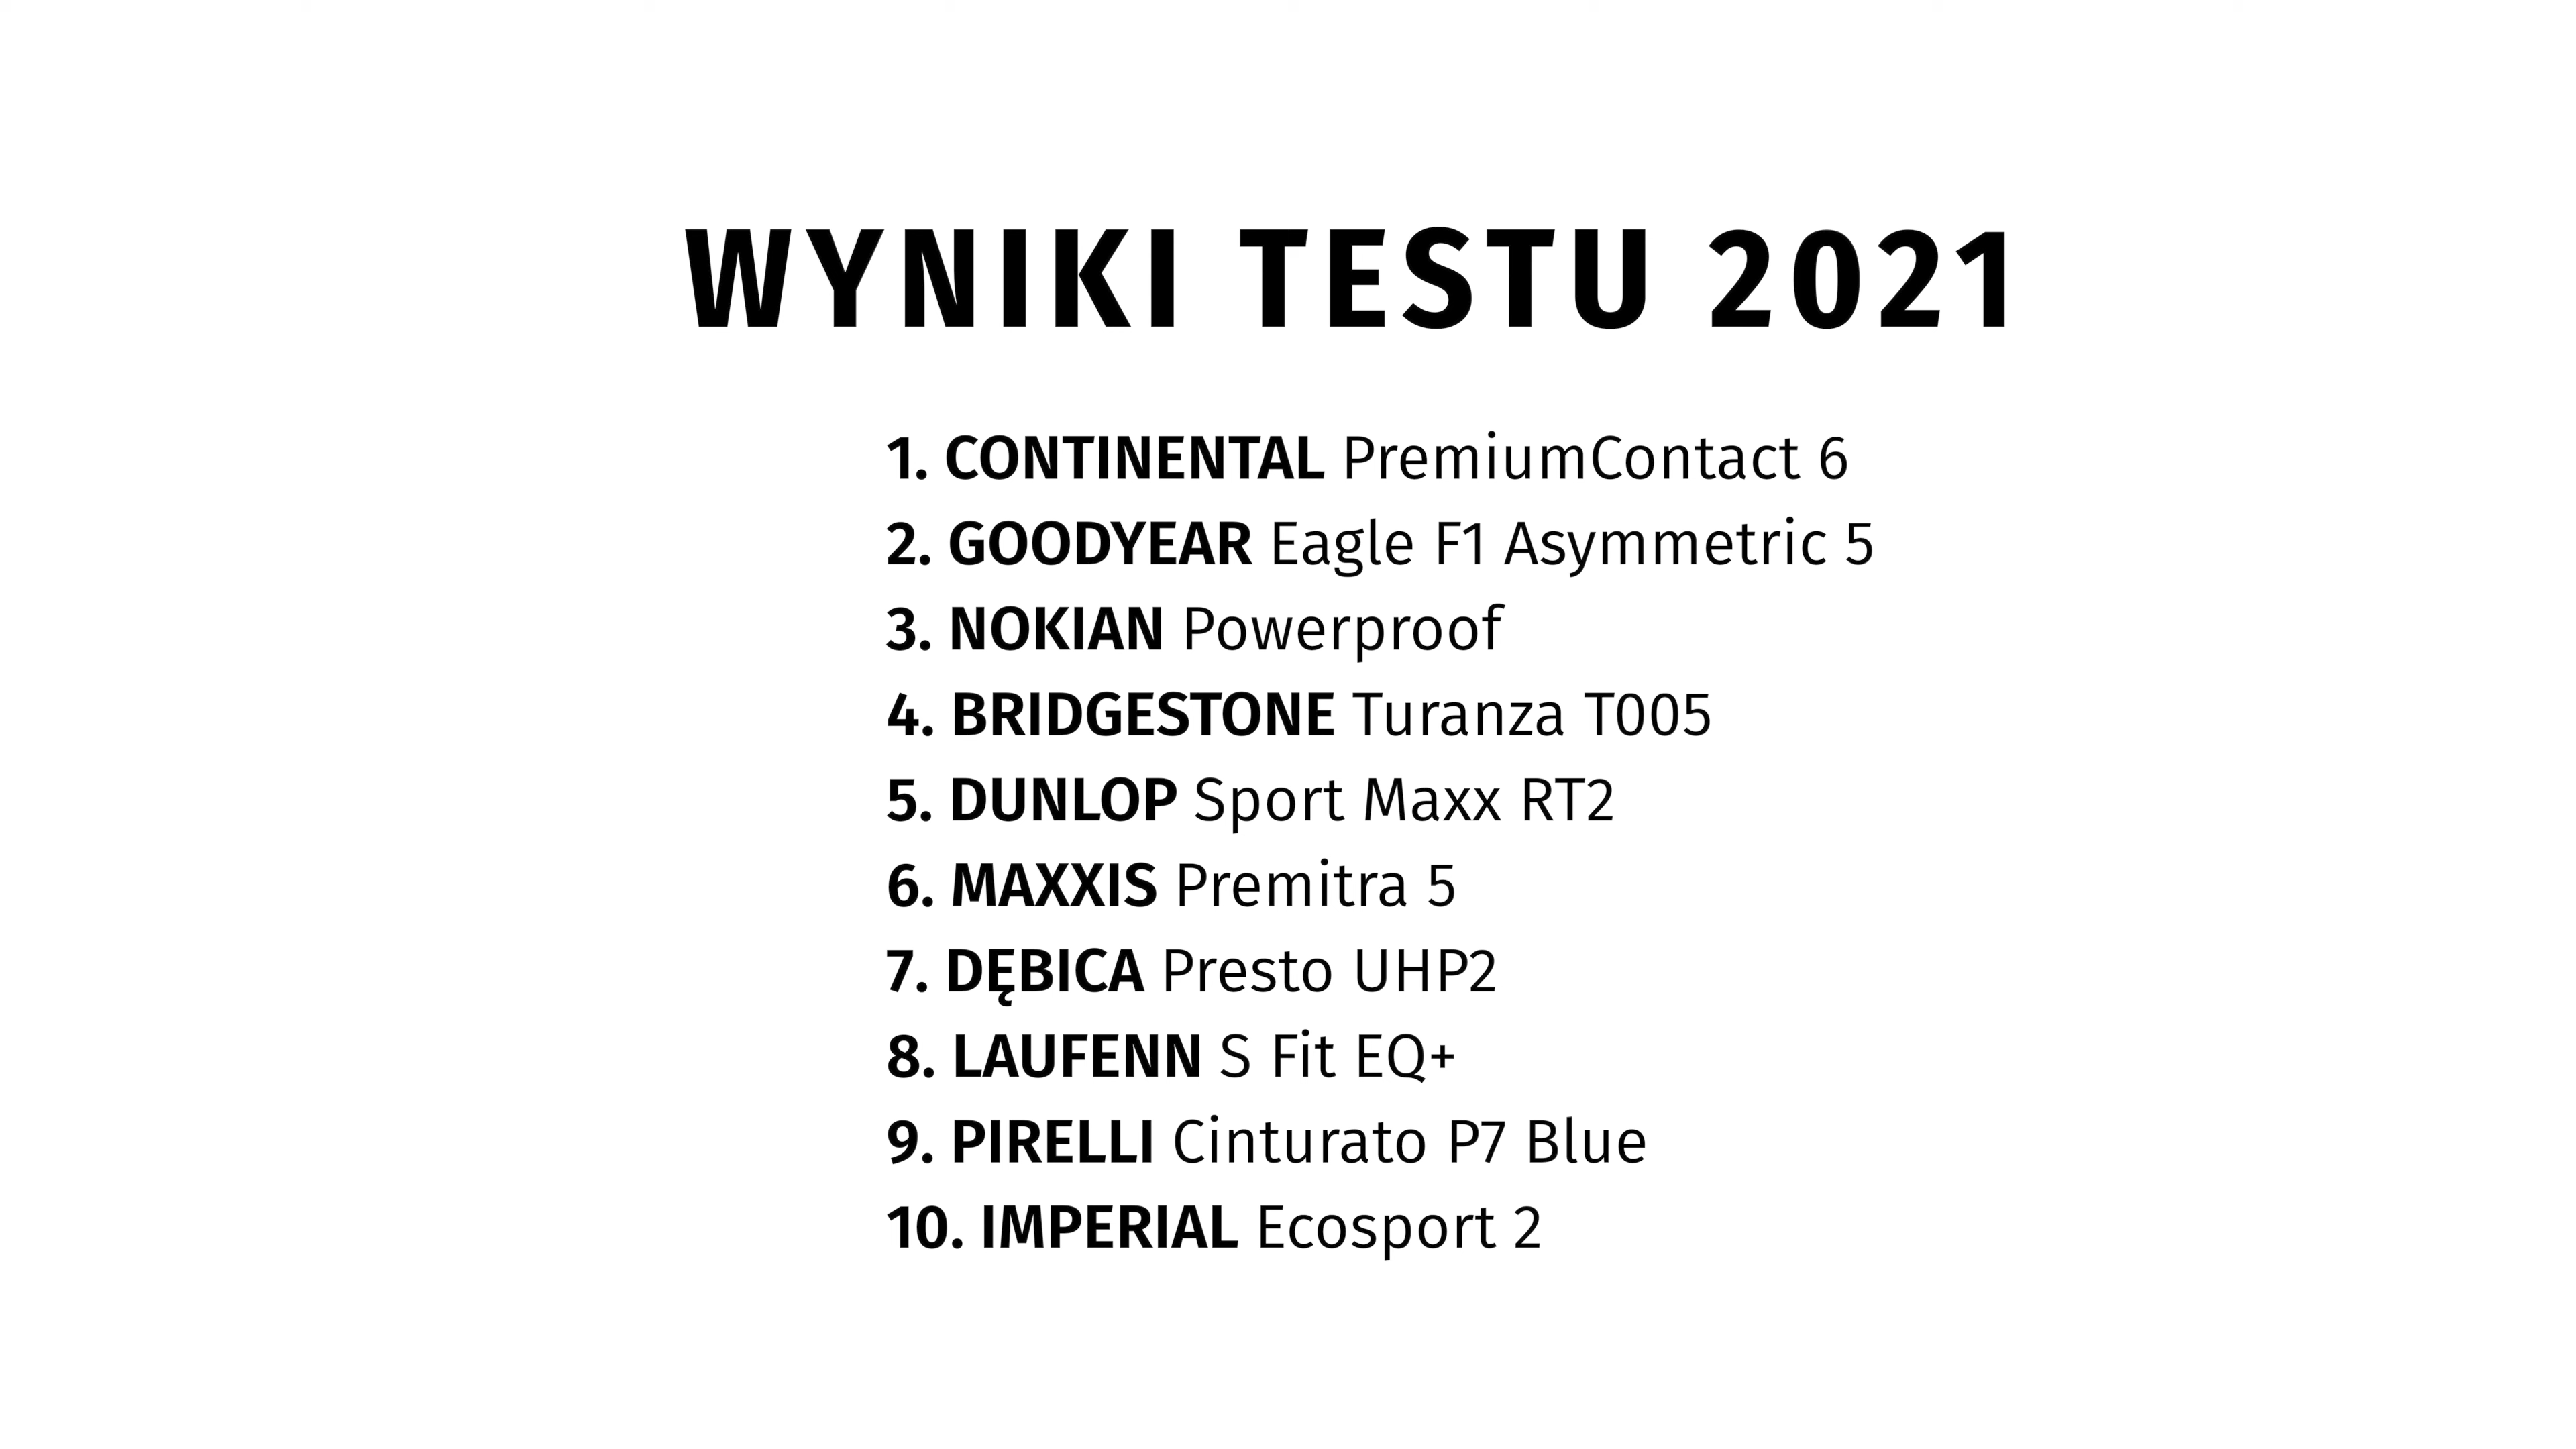 WYNIKI TESTU 2021
1. CONTINENTAL PremiumContact 6
2. GOODYEAR Eagle F1 Asymmetric 5
3. NOKIAN Powerproof
4. BRIDGESTONE Turanza T005
5. DUNLOP Sport Maxx RT2
6. MAXXIS Premitra 5
7. DĘBICA Presto UHP2
8. LAUFENN S Fit EQ+
9. PIRELLI Cinturato P7 Blue
10. IMPERIAL Ecosport 2